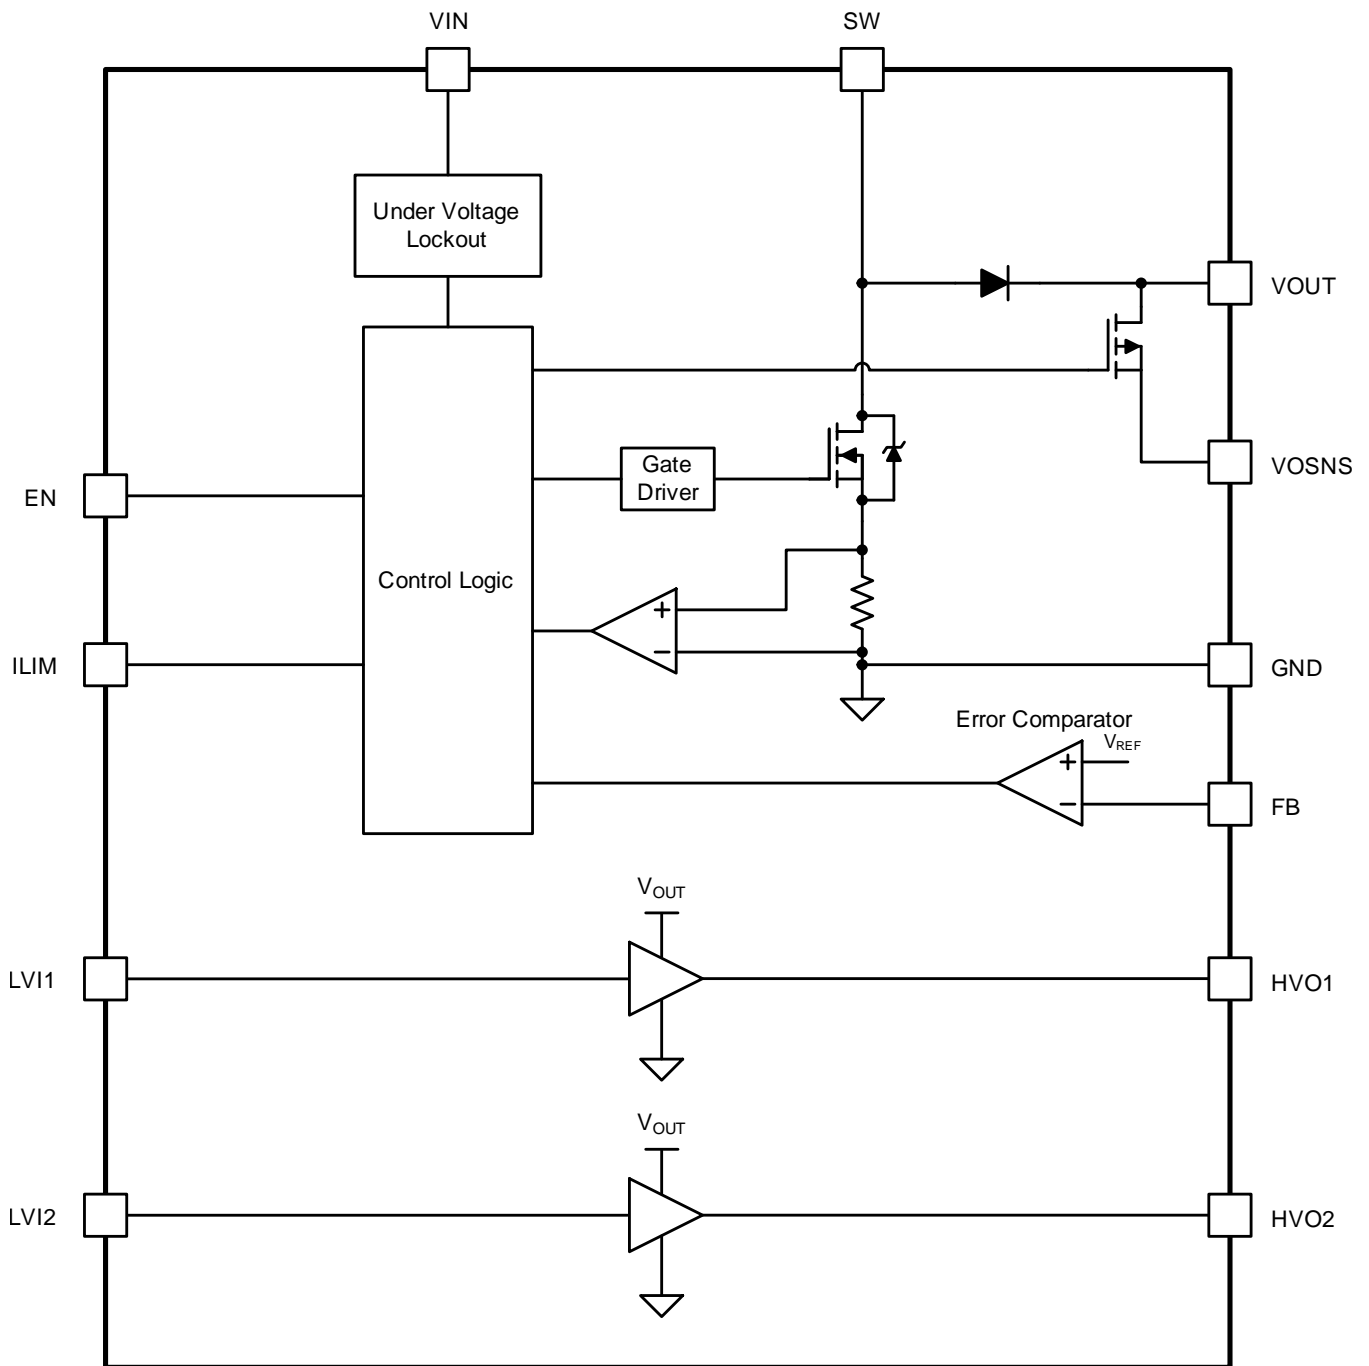 VIN
SW
Under Voltage
Lockout
VOUT
Gate
Driver
VOSNS
EN
Control Logic
+
−
ILIM
GND
Error Comparator
VREF
+
−
FB
VOUT
LVI1
HVO1
VOUT
LVI2
HVO2